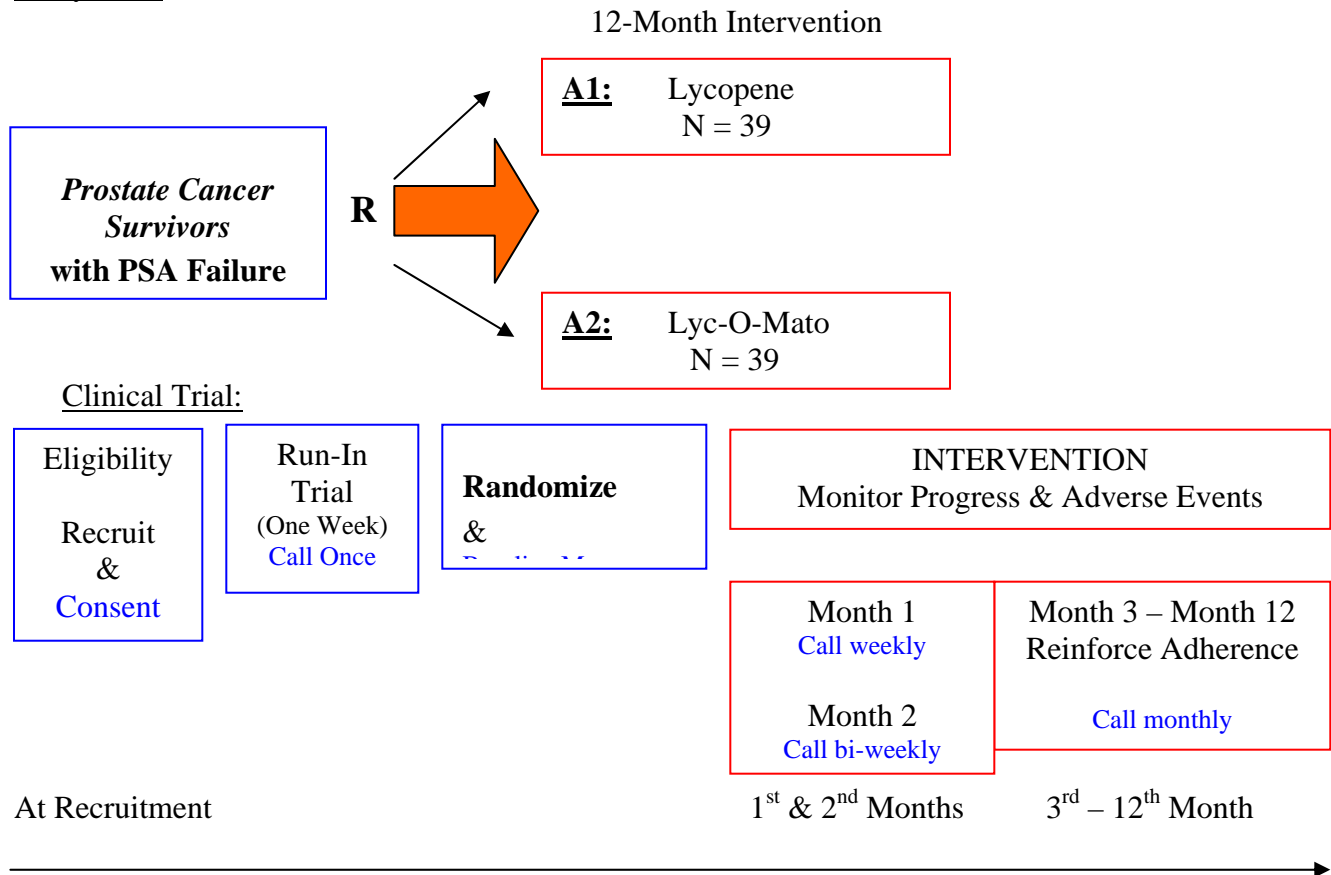 12-Month Intervention
A1: Lycopene
N = 39
Prostate Cancer
Survivors
with PSA Failure
R
A2: Lyc-O-Mato
N = 39
Clinical Trial:
Eligibility
Recruit
&
Consent
Run-In
Trial
(One Week)
Call Once
Randomize
&
INTERVENTION
Monitor Progress & Adverse Events
Month 1
Call weekly
Month 2
Call bi-weekly
Month 3 – Month 12
Reinforce Adherence
Call monthly
At Recruitment
1st & 2nd Months
3rd – 12th Month